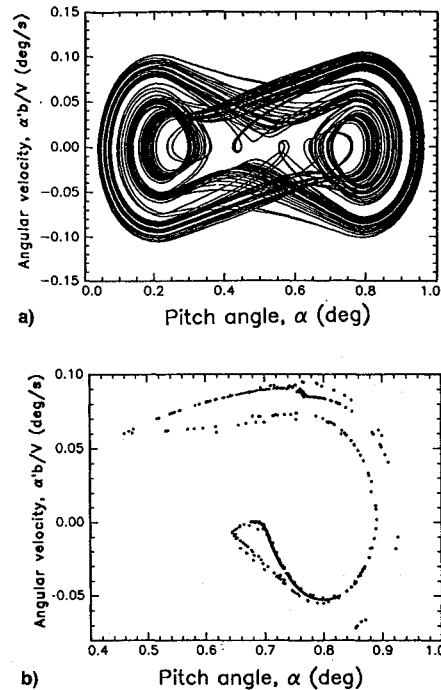 0.15
0.10
0.05
0.00
-0.05
-0.10
-0.15
Angular velocity, α'b/V (deg/s)
0.0 0.2 0.4 0.6 0.8 1.0
a) Pitch angle, α (deg)
0.10
0.05
0.00
-0.05
Angular velocity, α'b/V (deg/s)
0.4 0.5 0.6 0.7 0.8 0.9 1.0
b) Pitch angle, α (deg)